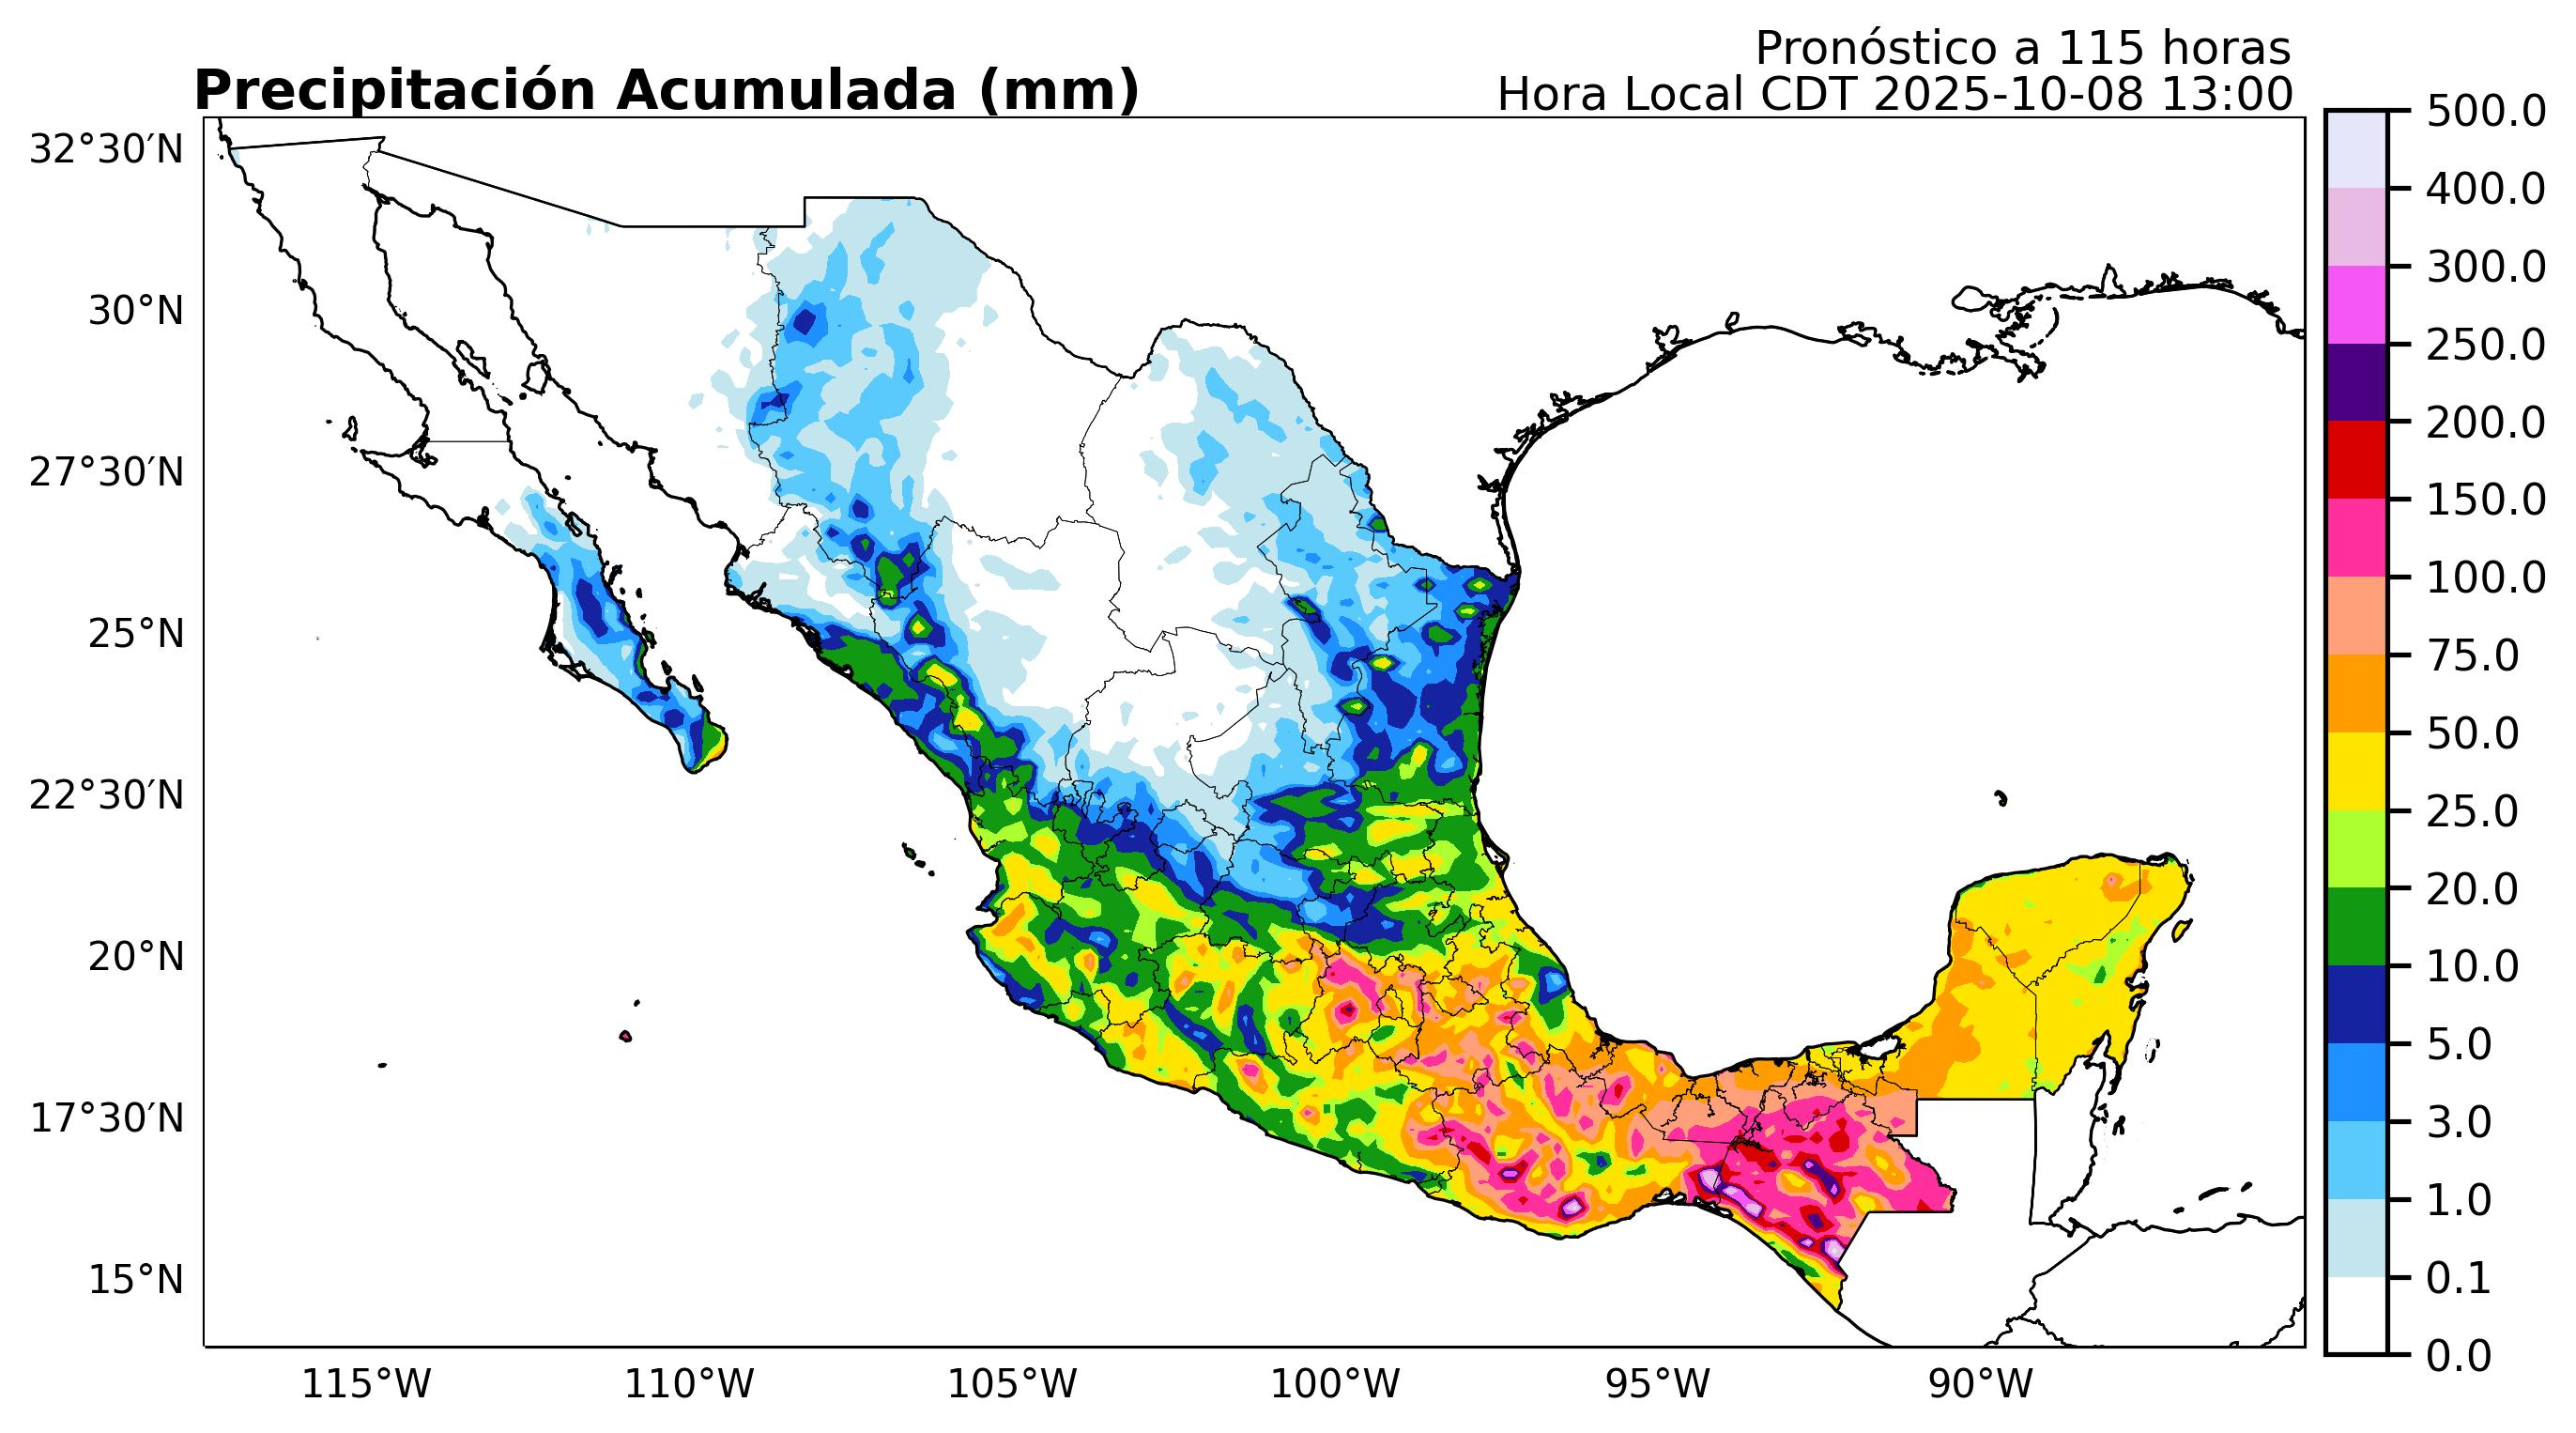 Pronóstico a 115 horas
Precipitación Acumulada (mm)
Hora Local CDT 2025-10-08 13:00
32°30′N
30°N
27°30′N
25°N
22°30′N
20°N
17°30′N
15°N
115°W
110°W
105°W
100°W
95°W
90°W
500.0
400.0
300.0
250.0
200.0
150.0
100.0
75.0
50.0
25.0
20.0
10.0
5.0
3.0
1.0
0.1
0.0